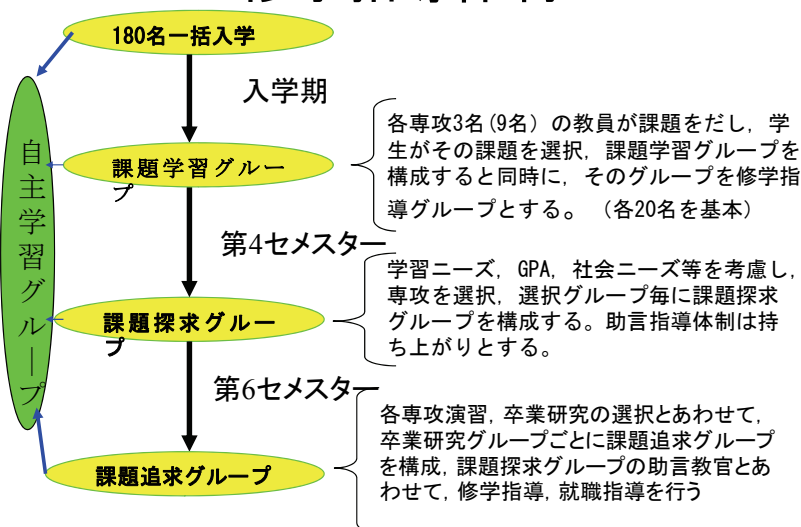 180名一括入学
入学期
各専攻3名(9名）の教員が課題をだし，学
生がその課題を選択，課題学習グループを
構成すると同時に，そのグループを修学指
導グループとする。（各20名を基本）
課題学習グルー
プ
自主学習グループ
第4セメスター
学習ニーズ，GPA，社会ニーズ等を考慮し，
専攻を選択，選択グループ毎に課題探求
グループを構成する。助言指導体制は持
ち上がりとする。
課題探求グルー
プ
第6セメスター
各専攻演習，卒業研究の選択とあわせて，
卒業研究グループごとに課題追求グループ
を構成，課題探求グループの助言教官とあ
わせて，修学指導，就職指導を行う
課題追求グループ